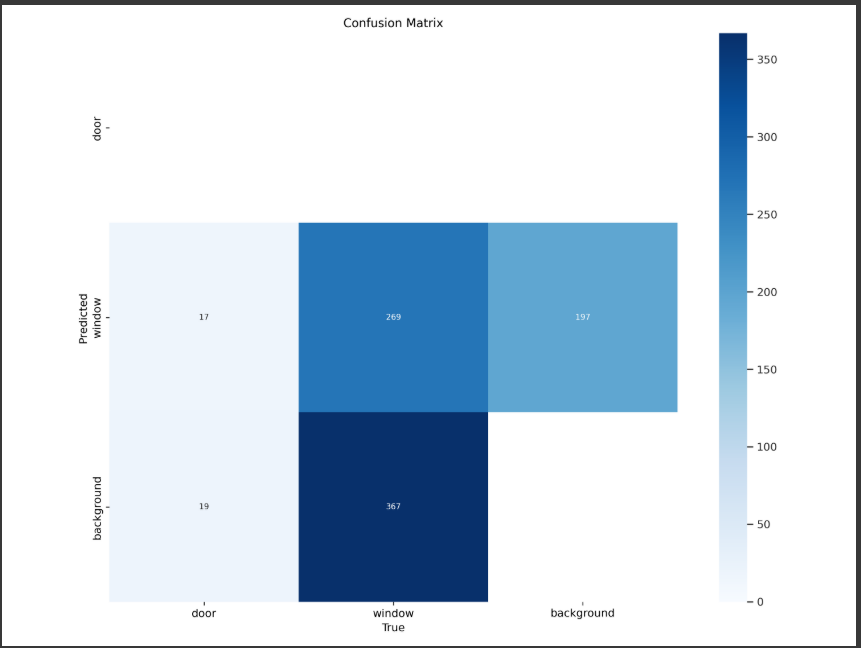 Confusion Matrix
door
Predicted
window
background
17
269
197
19
367
door
window
background
True
350
300
250
200
150
100
50
0